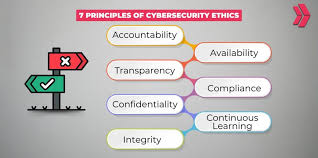 7 PRINCIPLES OF CYBERSECURITY ETHICS
Accountability
Availability
Transparency
Compliance
Confidentiality
Continuous
Learning
Integrity